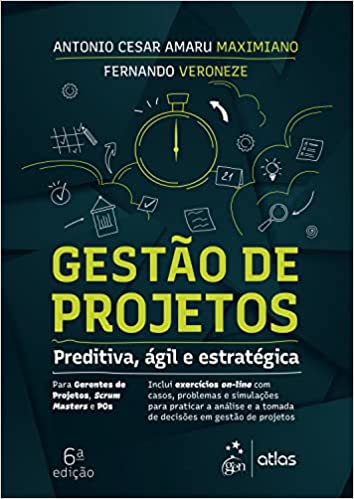 ANTONIO CESAR AMARU MAXIMIANO
FERNANDO VERONEZE
21
GESTÃO DE
PROJETOS
Preditiva, ágil e estratégica
Para Gerentes de
Projetos, Scrum
Masters e POs
Inclui exercícios on-line com
casos, problemas e simulações
para praticar a análise e a tomada
de decisões em gestão de projetos
6ª
edição
gen
atlas